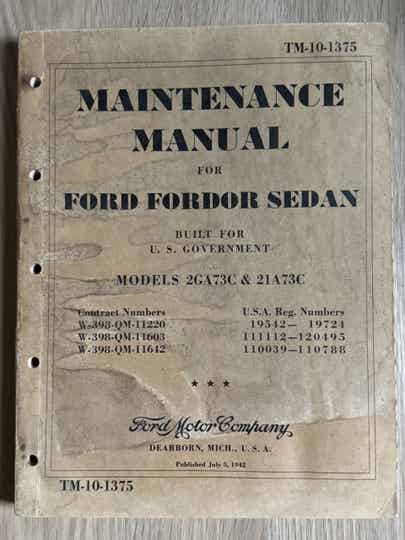 TM-10-1375
MAINTENANCE
MANUAL
FOR
FORD FORDOR SEDAN
BUILT FOR
U. S. GOVERNMENT
MODELS 2GA73C & 21A73C
Contract Numbers U.S.A. Reg. Numbers
W-398-QM-11220 19542— 19724
W-398-QM-11603 111112—120495
W-398-QM-11642 110039—110788
★ ★ ★
Ford Motor Company
DEARBORN, MICH., U. S. A.
Published July 5, 1942
TM-10-1375